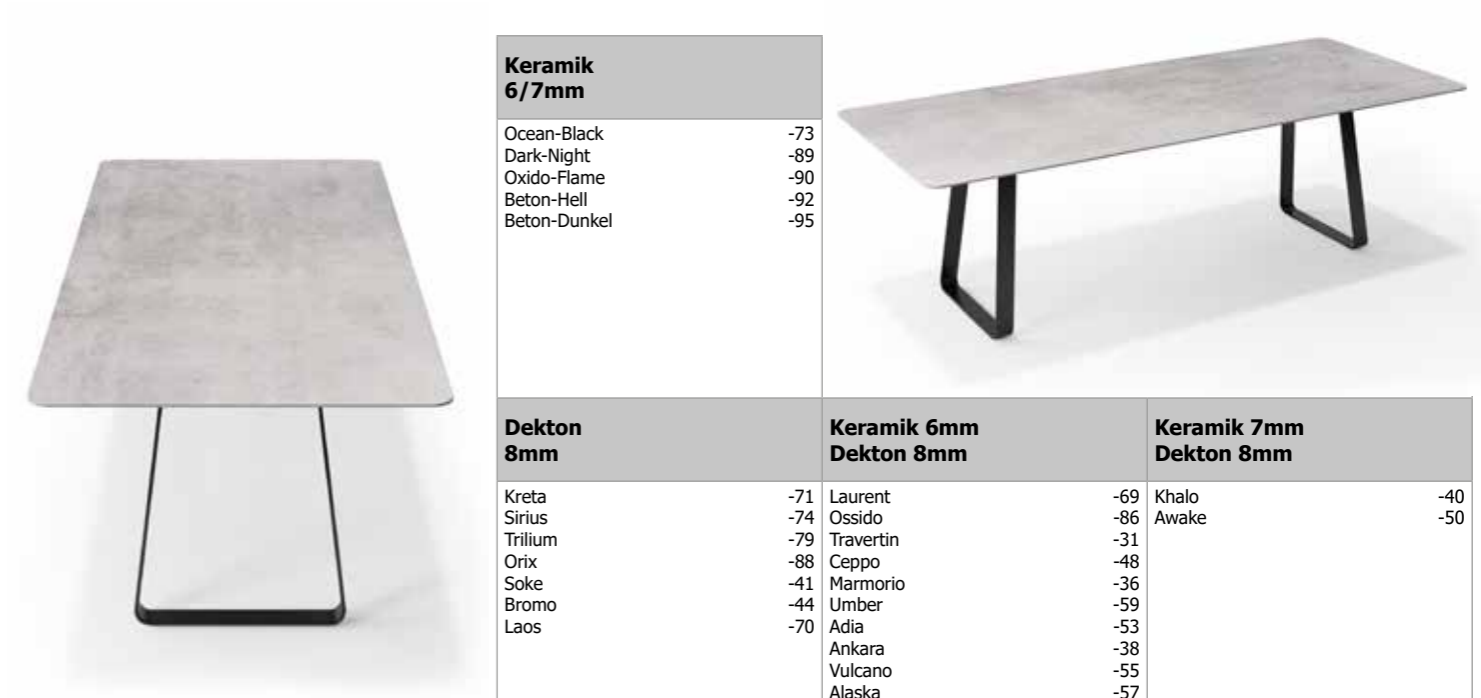 Keramik
6/7mm
Ocean-Black -73
Dark-Night -89
Oxido-Flame -90
Beton-Hell -92
Beton-Dunkel -95
Dekton
8mm
Kreta -71
Sirius -74
Trilium -79
Orix -88
Soke -41
Bromo -44
Laos -70
Keramik 6mm
Dekton 8mm
Laurent -69
Ossido -86
Travertin -31
Ceppo -48
Marmorio -36
Umber -59
Adia -53
Ankara -38
Vulcano -55
Alaska -57
Keramik 7mm
Dekton 8mm
Khalo -40
Awake -50